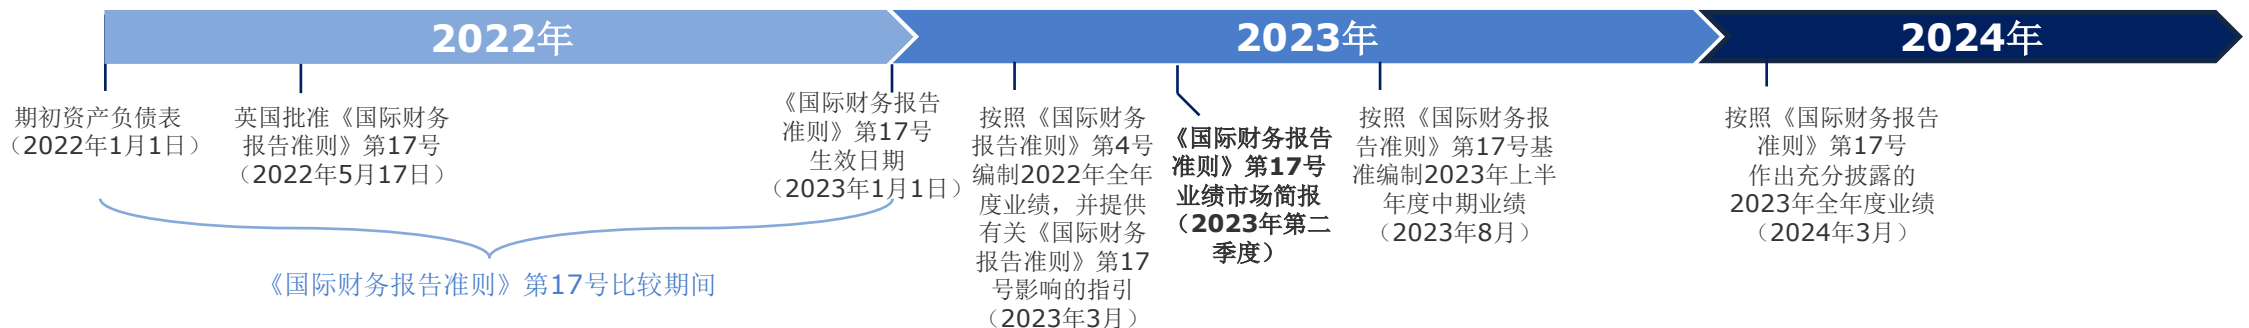 2022年
2023年
2024年
期初资产负债表
（2022年1月1日）
英国批准《国际财务
报告准则》第17号
（2022年5月17日）
《国际财务报告
准则》第17号
生效日期
（2023年1月1日）
按照《国际财务
报告准则》第4号
编制2022年全年
度业绩，并提供
有关《国际财务
报告准则》第17
号影响的指引
（2023年3月）
《国际财务报告
准则》第17号
业绩市场简报
（2023年第二
季度）
按照《国际财务报
告准则》第17号基
准编制2023年上半
年度中期业绩
（2023年8月）
按照《国际财务报告
准则》第17号
作出充分披露的
2023年全年度业绩
（2024年3月）
《国际财务报告准则》第17号比较期间